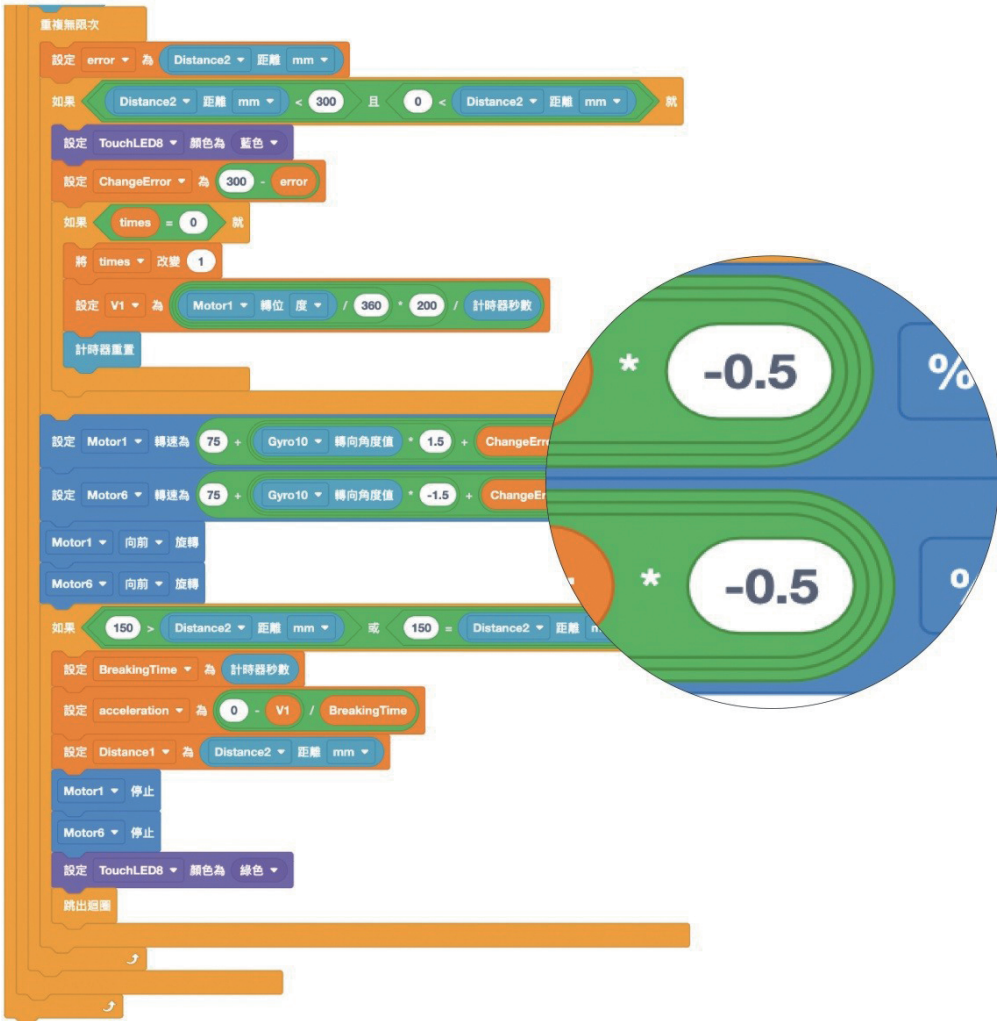 重複無限次
設定 error 為 Distance2 距離 mm
如果 Distance2 距離 mm < 300 且 0 < Distance2 距離 mm 就
設定 TouchLED8 顏色為 藍色
設定 ChangeError 為 300 - error
如果 times = 0 就
將 times 改變 1
設定 V1 為 Motor1 轉位 度 / 360 * 200 / 計時器秒數
計時器重置
* -0.5 %
設定 Motor1 轉速為 75 + Gyro10 轉向角度值 * 1.5 + ChangeErr
設定 Motor6 轉速為 75 + Gyro10 轉向角度值 * -1.5 + ChangeEr
* -0.5 %
Motor1 向前 旋轉
Motor6 向前 旋轉
如果 150 > Distance2 距離 mm 或 150 = Distance2 距離
設定 BreakingTime 為 計時器秒數
設定 acceleration 為 0 - V1 / BreakingTime
設定 Distance1 為 Distance2 距離 mm
Motor1 停止
Motor6 停止
設定 TouchLED8 顏色為 綠色
跳出迴圈